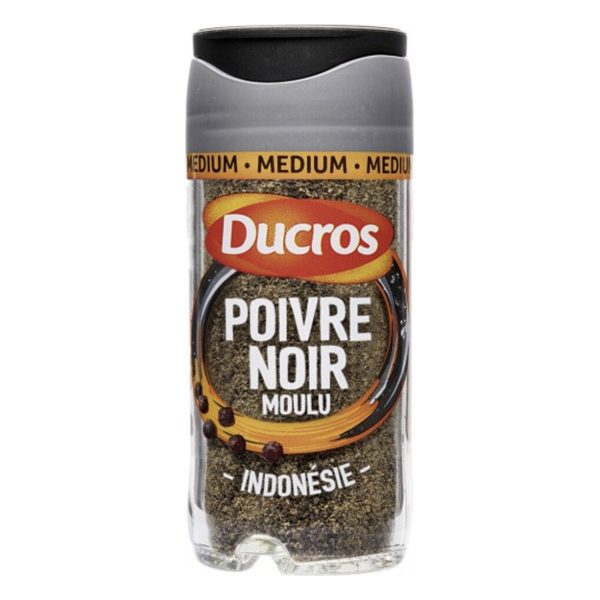 MEDIUM • MEDIUM • MEDIUM
Ducros
POIVRE
NOIR
MOULU
- INDONÉSIE -